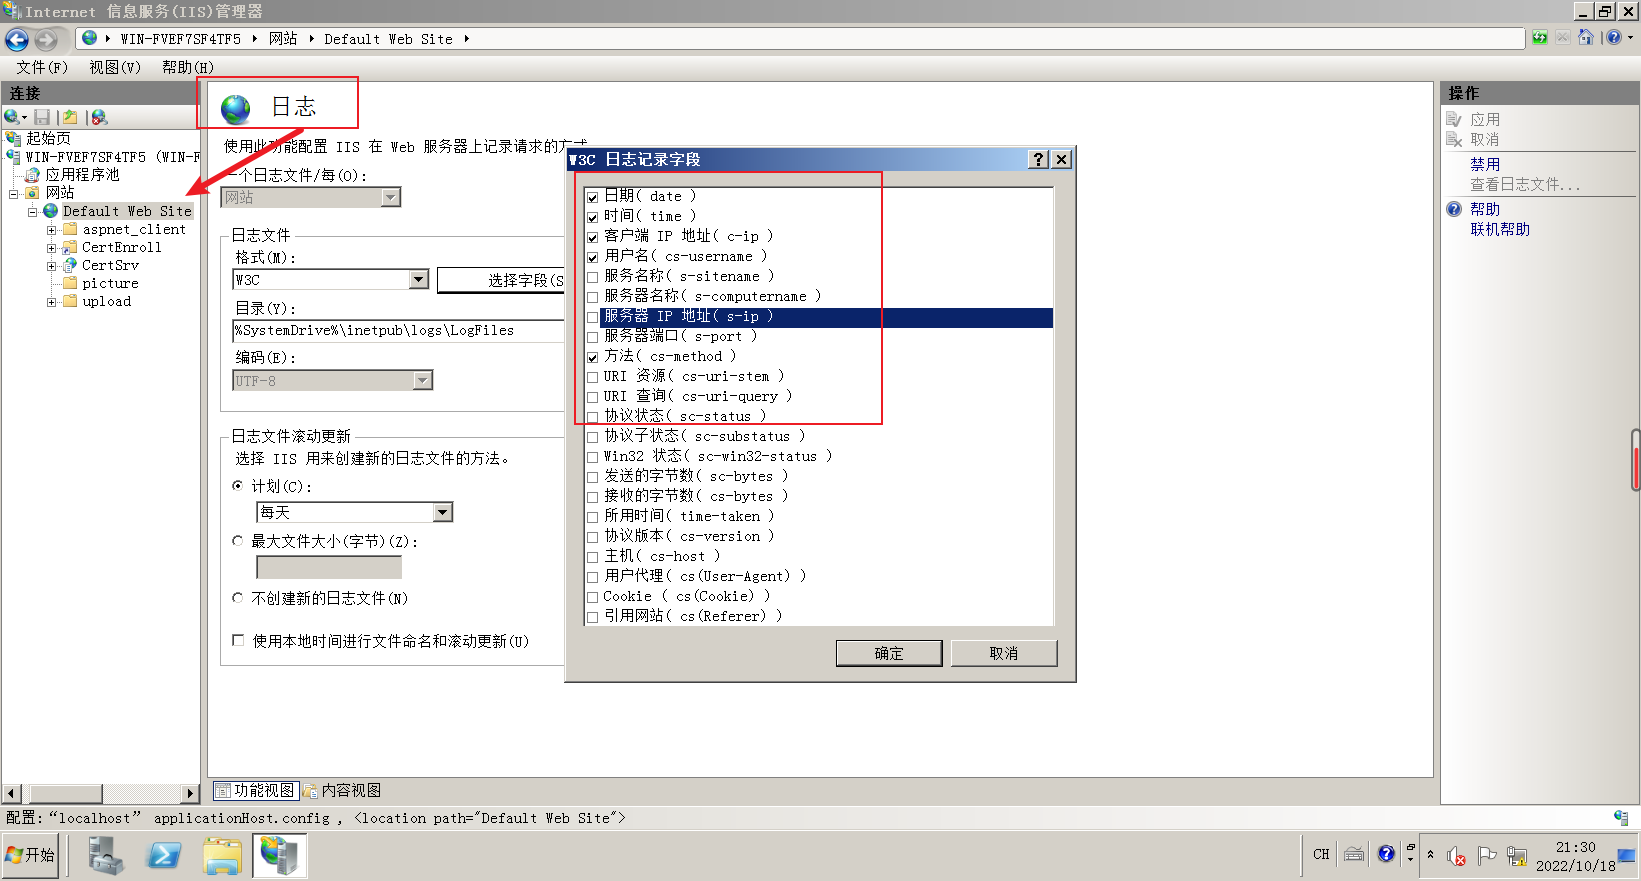 Internet 信息服务(IIS)管理器
WIN-FVEF7SF4TF5
网站
Default Web Site
文件(F)
视图(V)
帮助(H)
连接
起始页
WIN-FVEF7SF4TF5 (WIN-F
应用程序池
网站
Default Web Site
aspnet_client
CertEnroll
CertSrv
picture
upload
日志
使用此功能配置 IIS 在 Web 服务器上记录请求的方式
一个日志文件/每(O):
网站
日志文件
格式(M):
W3C
选择字段(S
目录(Y):
%SystemDrive%\inetpub\logs\LogFiles
编码(E):
UTF-8
日志文件滚动更新
选择 IIS 用来创建新的日志文件的方法。
计划(C):
每天
最大文件大小(字节)(Z):
不创建新的日志文件(N)
使用本地时间进行文件命名和滚动更新(U)
W3C 日志记录字段
日期( date )
时间( time )
客户端 IP 地址( c-ip )
用户名( cs-username )
服务名称( s-sitename )
服务器名称( s-computername )
服务器 IP 地址( s-ip )
服务器端口( s-port )
方法( cs-method )
URI 资源( cs-uri-stem )
URI 查询( cs-uri-query )
协议状态( sc-status )
协议子状态( sc-substatus )
Win32 状态( sc-win32-status )
发送的字节数( sc-bytes )
接收的字节数( cs-bytes )
所用时间( time-taken )
协议版本( cs-version )
主机( cs-host )
用户代理( cs(User-Agent) )
Cookie ( cs(Cookie) )
引用网站( cs(Referer) )
确定
取消
操作
应用
取消
禁用
查看日志文件...
帮助
联机帮助
功能视图
内容视图
配置:“localhost” applicationHost.config , <location path="Default Web Site">
开始
CH
21:30
2022/10/18